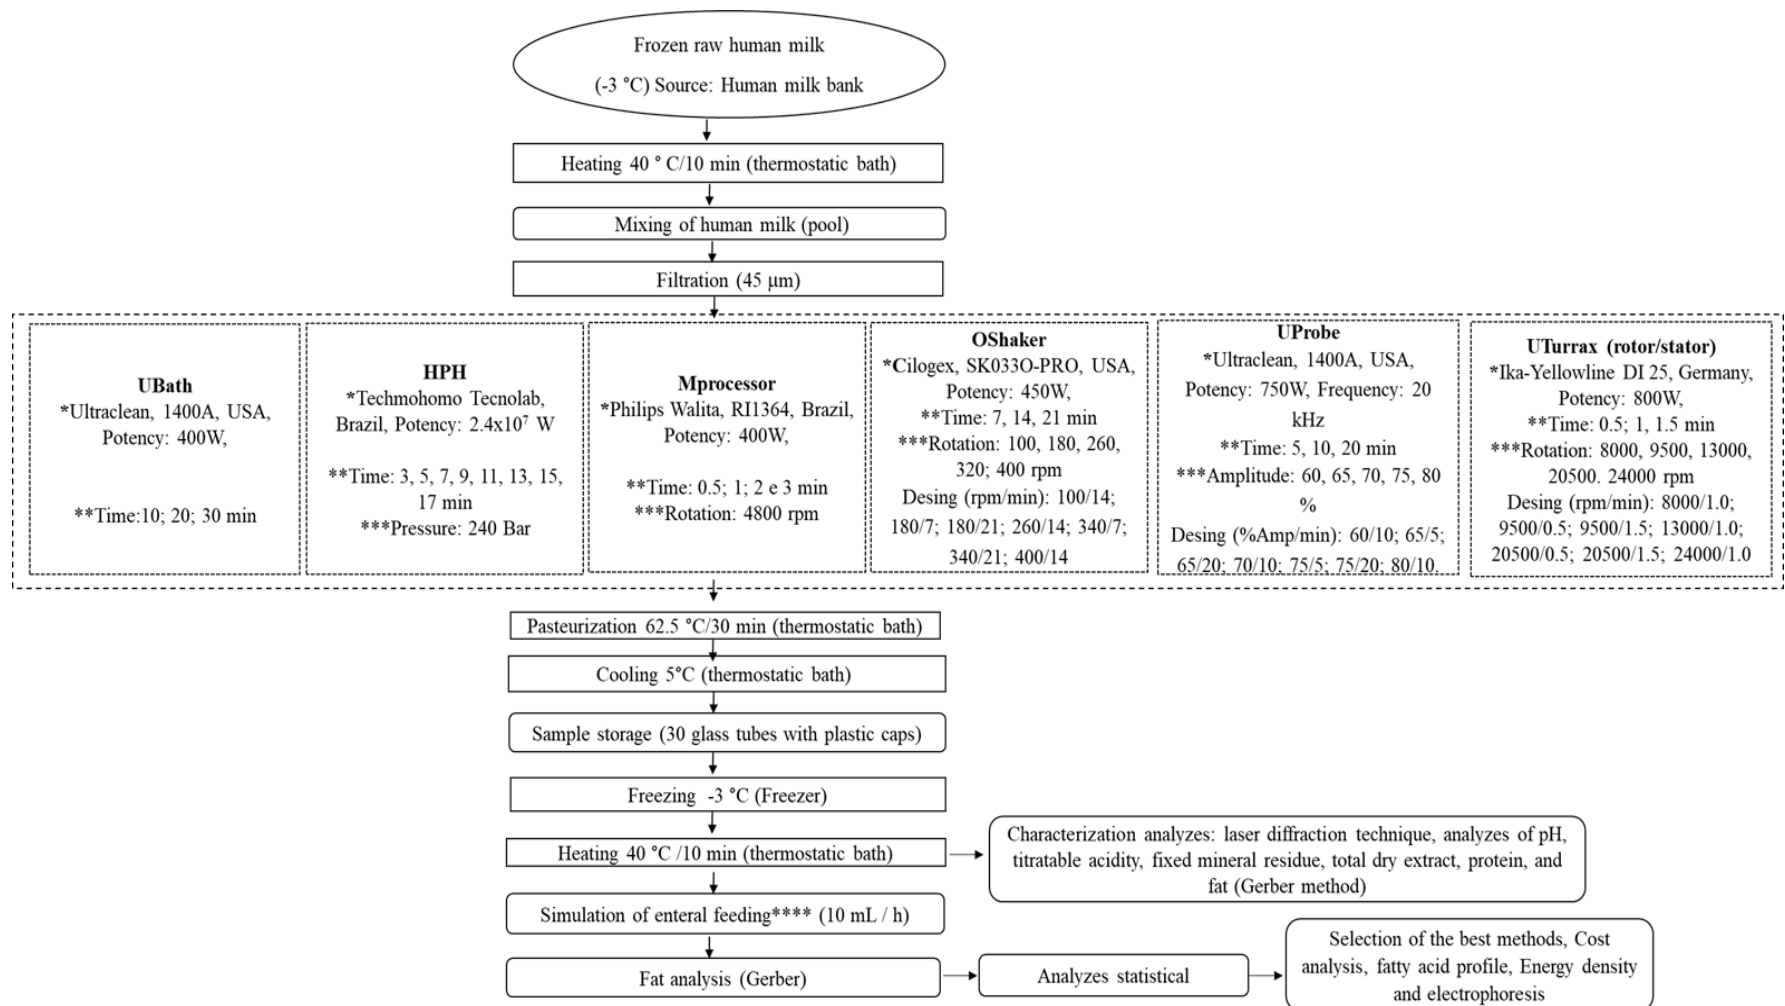 Frozen raw human milk
(-3 °C) Source: Human milk bank
Heating 40 ° C/10 min (thermostatic bath)
Mixing of human milk (pool)
Filtration (45 μm)
UBath
*Ultraclean, 1400A, USA,
Potency: 400W,
**Time:10; 20; 30 min
HPH
*Techmohomo Tecnolab,
Brazil, Potency: 2.4x10⁷ W
**Time: 3, 5, 7, 9, 11, 13, 15,
17 min
***Pressure: 240 Bar
Mprocessor
*Philips Walita, RI1364, Brazil,
Potency: 400W,
**Time: 0.5; 1; 2 e 3 min
***Rotation: 4800 rpm
OShaker
*Cilogex, SK033O-PRO, USA,
Potency: 450W,
**Time: 7, 14, 21 min
***Rotation: 100, 180, 260,
320; 400 rpm
Desing (rpm/min): 100/14;
180/7; 180/21; 260/14; 340/7;
340/21; 400/14
UProbe
*Ultraclean, 1400A, USA,
Potency: 750W, Frequency: 20
kHz
**Time: 5, 10, 20 min
***Amplitude: 60, 65, 70, 75, 80
%
Desing (%Amp/min): 60/10; 65/5;
65/20; 70/10; 75/5; 75/20; 80/10.
UTurrax (rotor/stator)
*Ika-Yellowline DI 25, Germany,
Potency: 800W,
**Time: 0.5; 1, 1.5 min
***Rotation: 8000, 9500, 13000,
20500. 24000 rpm
Desing (rpm/min): 8000/1.0;
9500/0.5; 9500/1.5; 13000/1.0;
20500/0.5; 20500/1.5; 24000/1.0
Pasteurization 62.5 °C/30 min (thermostatic bath)
Cooling 5°C (thermostatic bath)
Sample storage (30 glass tubes with plastic caps)
Freezing -3 °C (Freezer)
Heating 40 °C /10 min (thermostatic bath)
Characterization analyzes: laser diffraction technique, analyzes of pH,
titratable acidity, fixed mineral residue, total dry extract, protein, and
fat (Gerber method)
Simulation of enteral feeding**** (10 mL / h)
Fat analysis (Gerber)
Analyzes statistical
Selection of the best methods, Cost
analysis, fatty acid profile, Energy density
and electrophoresis